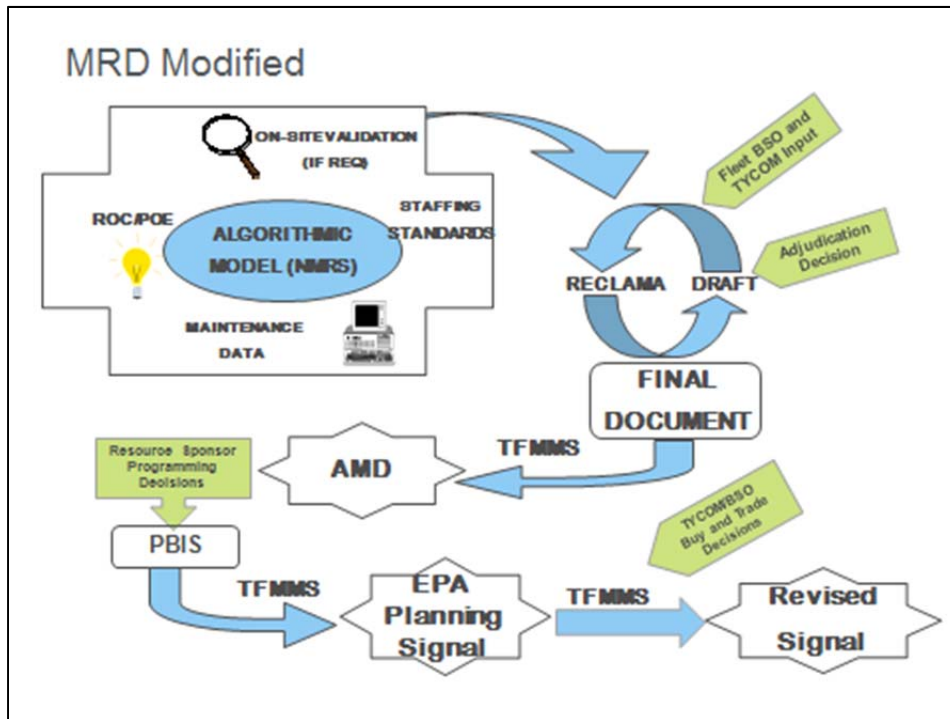 MRD Modified
ON-SITE VALIDATION
(IF REQ)
ROC/POE
STAFFING
STANDARDS
ALGORITHMIC
MODEL (NMRS)
MAINTENANCE
DATA
Fleet BSO and
TYCOM Input
Adjudication
Decision
RECLAMA
DRAFT
FINAL
DOCUMENT
TFMMS
AMD
Resource Sponsor
Programming
Decisions
PBIS
TYCOM/BSO
Buy and Trade
Decisions
TFMMS
EPA
Planning
Signal
TFMMS
Revised
Signal